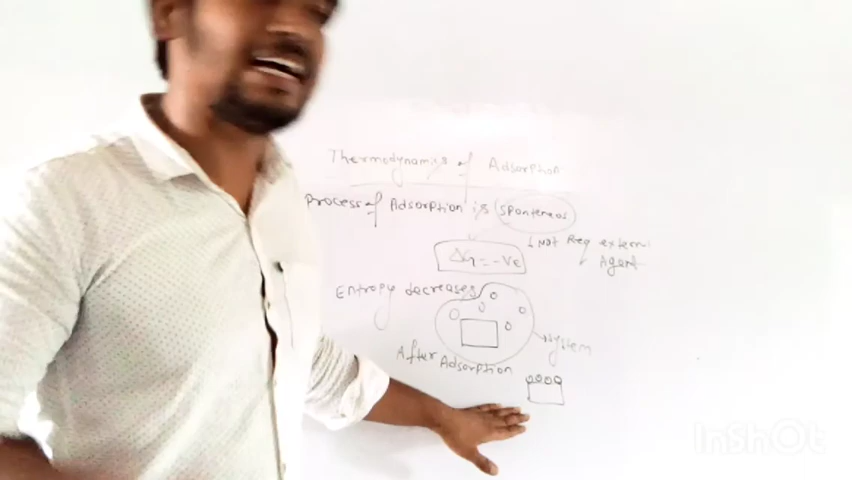 Thermodynamics of Adsorption
Process of Adsorption is spontaneos
Not Req external
Agent
ΔG = -Ve
Entropy decreases
System
After Adsorption
InShOt